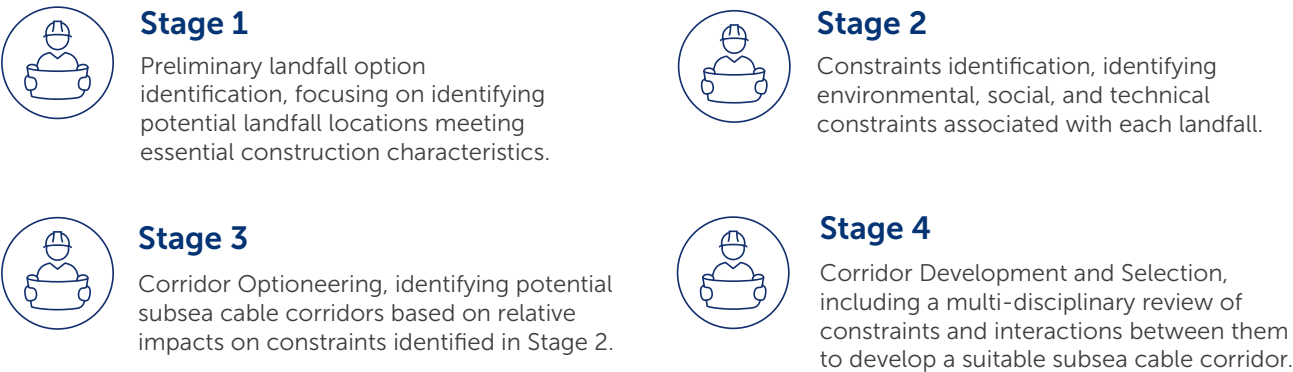 Stage 1
Preliminary landfall option
identification, focusing on identifying
potential landfall locations meeting
essential construction characteristics.
Stage 2
Constraints identification, identifying
environmental, social, and technical
constraints associated with each landfall.
Stage 3
Corridor Optioneering, identifying potential
subsea cable corridors based on relative
impacts on constraints identified in Stage 2.
Stage 4
Corridor Development and Selection,
including a multi-disciplinary review of
constraints and interactions between them
to develop a suitable subsea cable corridor.